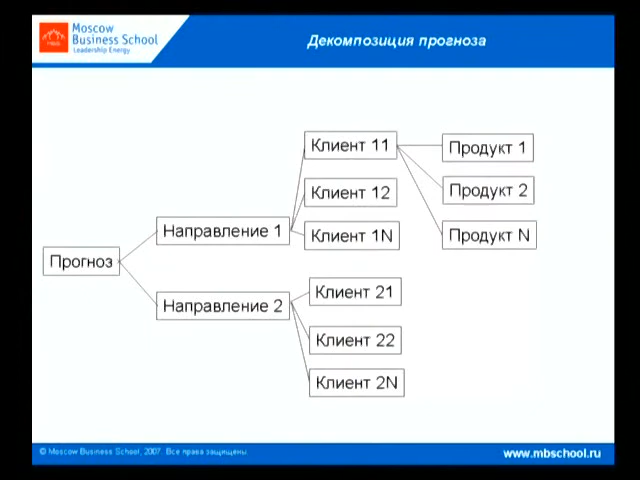 Moscow
Business School
Leadership Energy
Декомпозиция прогноза
Клиент 11
Продукт 1
Клиент 12
Продукт 2
Направление 1
Клиент 1N
Продукт N
Прогноз
Направление 2
Клиент 21
Клиент 22
Клиент 2N
© Moscow Business School, 2007. Все права защищены.
www.mbschool.ru